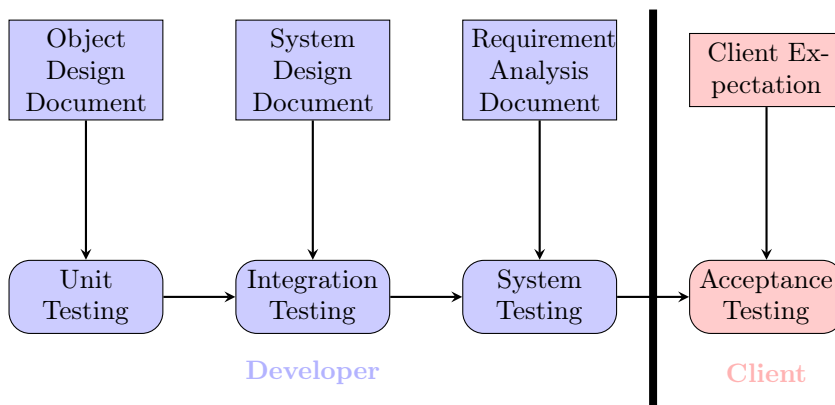 Object
Design
Document
System
Design
Document
Requirement
Analysis
Document
Client Ex-
pectation
Unit
Testing
Integration
Testing
System
Testing
Acceptance
Testing
Developer
Client